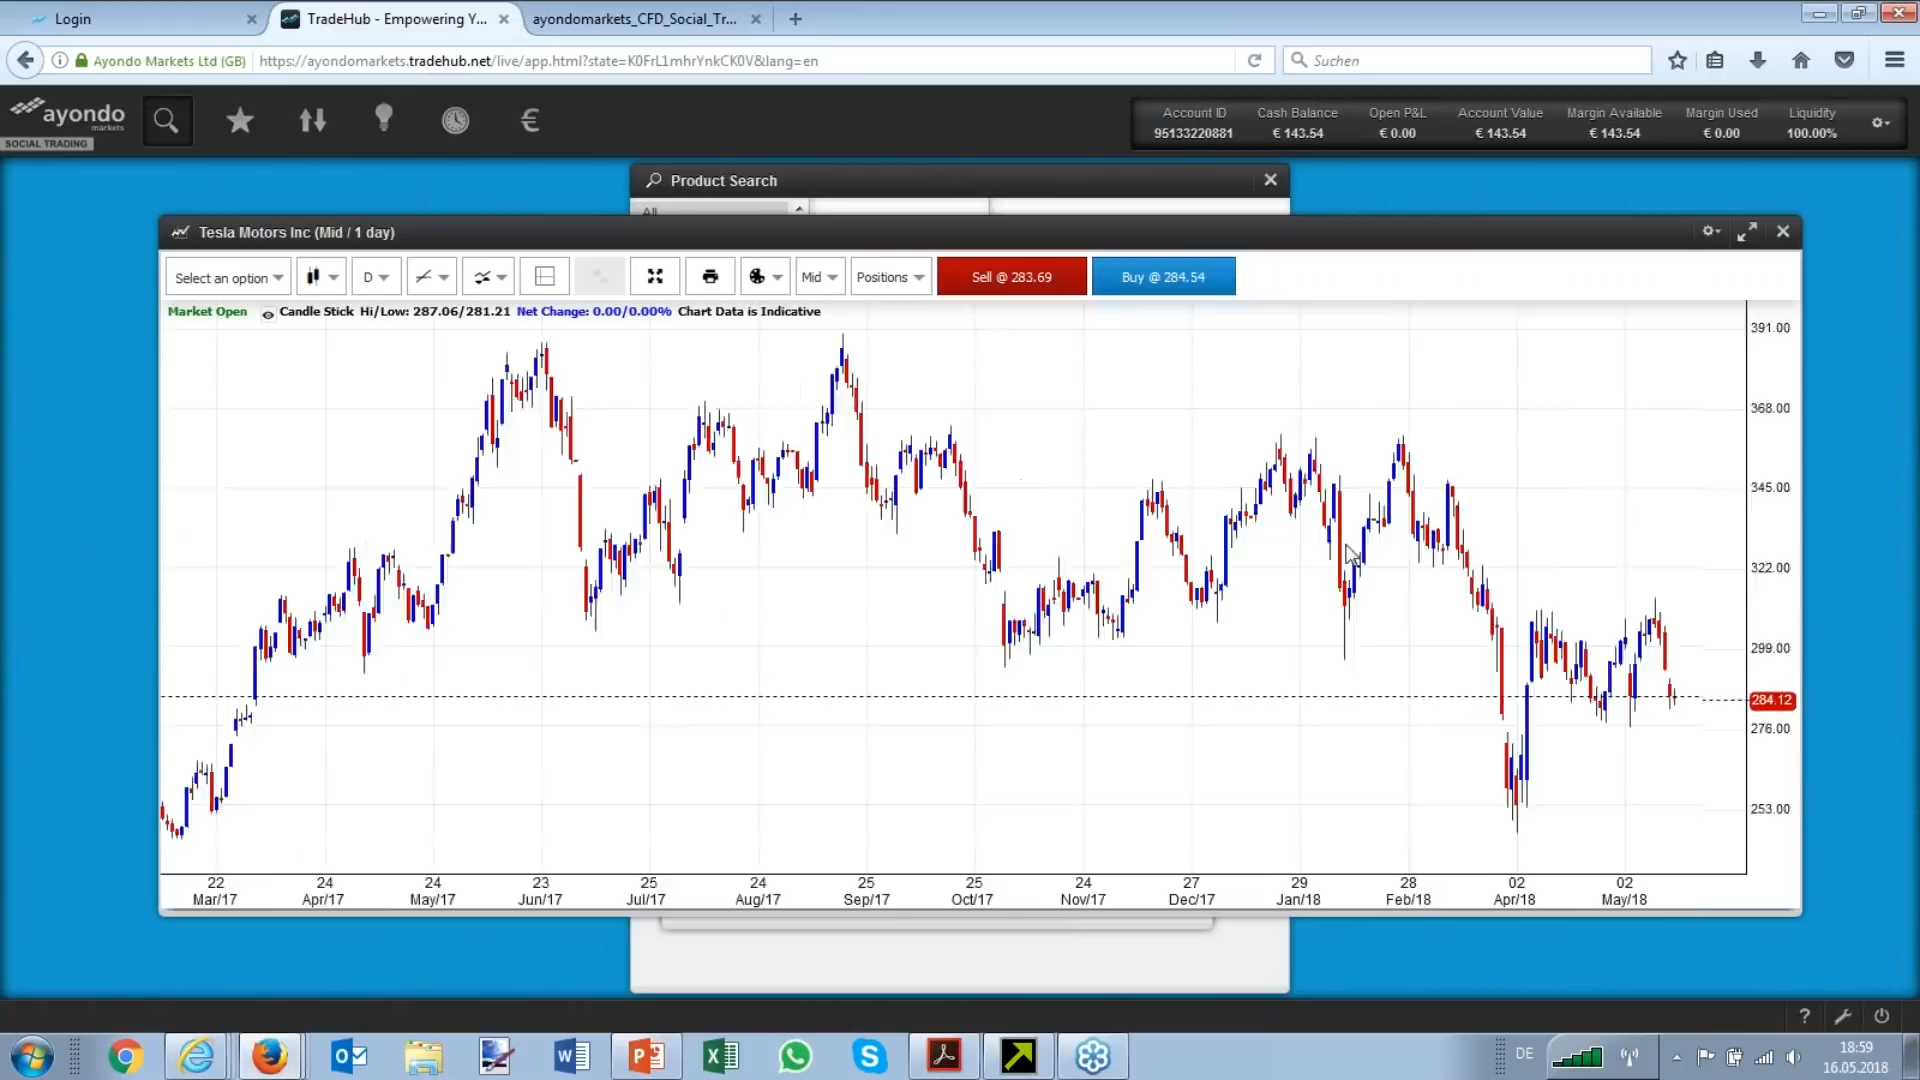 Login
TradeHub - Empowering Y...
ayondomarkets_CFD_Social_Tr...
Ayondo Markets Ltd (GB)
https://ayondomarkets.tradehub.net/live/app.html?state=K0FrL1mhrYnkCK0V&lang=en
Suchen
ayondo
markets
SOCIAL TRADING
€
Account ID
95133220881
Cash Balance
€ 143.54
Open P&L
€ 0.00
Account Value
€ 143.54
Margin Available
€ 143.54
Margin Used
€ 0.00
Liquidity
100.00%
Product Search
All
Tesla Motors Inc (Mid / 1 day)
Select an option
D
Mid
Positions
Sell @ 283.69
Buy @ 284.54
Market Open
Candle Stick Hi/Low: 287.06/281.21 Net Change: 0.00/0.00% Chart Data is Indicative
391.00
368.00
345.00
322.00
299.00
284.12
276.00
253.00
22
Mar/17
24
Apr/17
24
May/17
23
Jun/17
25
Jul/17
24
Aug/17
25
Sep/17
25
Oct/17
24
Nov/17
27
Dec/17
29
Jan/18
28
Feb/18
02
Apr/18
02
May/18
?
DE
18:59
16.05.2018